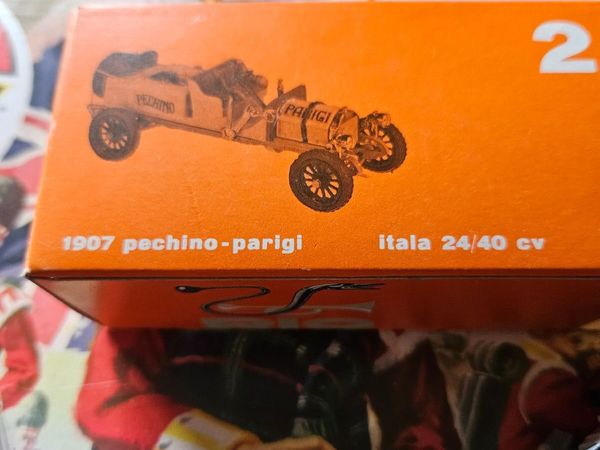 2
PECHINO
PARIGI
1907 pechino-parigi
itala 24/40 cv